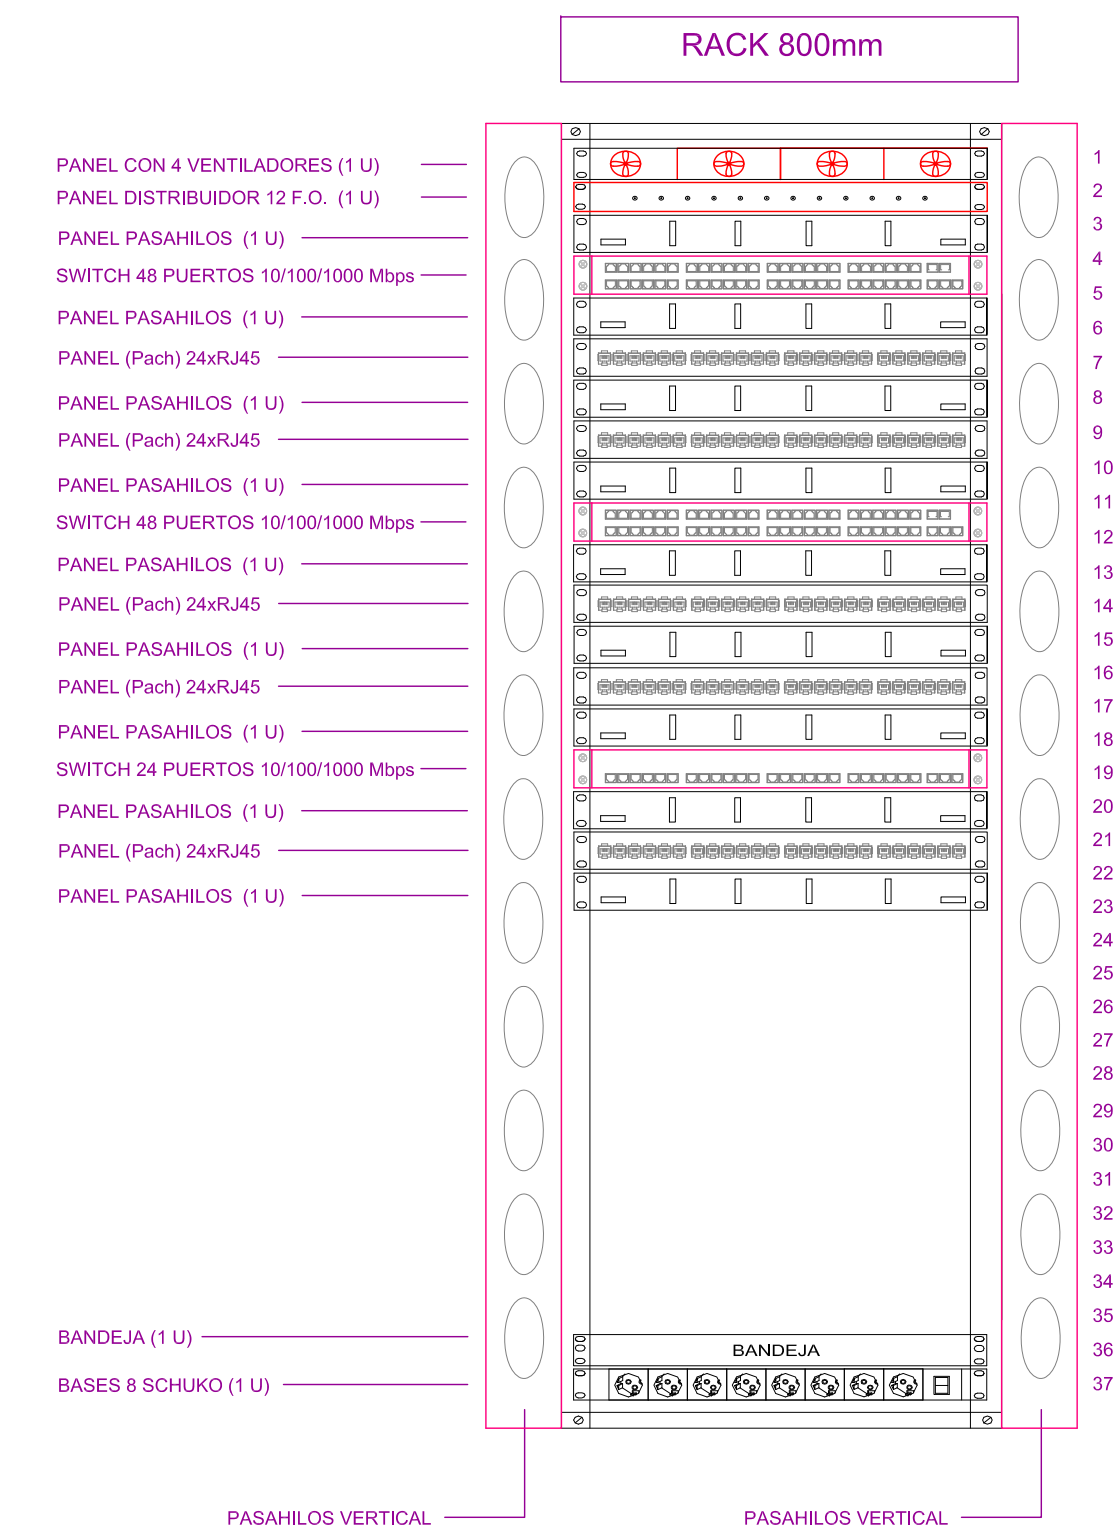 RACK 800mm
PANEL CON 4 VENTILADORES (1 U)
PANEL DISTRIBUIDOR 12 F.O. (1 U)
PANEL PASAHILOS (1 U)
SWITCH 48 PUERTOS 10/100/1000 Mbps
PANEL PASAHILOS (1 U)
PANEL (Pach) 24xRJ45
PANEL PASAHILOS (1 U)
PANEL (Pach) 24xRJ45
PANEL PASAHILOS (1 U)
SWITCH 48 PUERTOS 10/100/1000 Mbps
PANEL PASAHILOS (1 U)
PANEL (Pach) 24xRJ45
PANEL PASAHILOS (1 U)
PANEL (Pach) 24xRJ45
PANEL PASAHILOS (1 U)
SWITCH 24 PUERTOS 10/100/1000 Mbps
PANEL PASAHILOS (1 U)
PANEL (Pach) 24xRJ45
PANEL PASAHILOS (1 U)
BANDEJA (1 U)
BASES 8 SCHUKO (1 U)
BANDEJA
1
2
3
4
5
6
7
8
9
10
11
12
13
14
15
16
17
18
19
20
21
22
23
24
25
26
27
28
29
30
31
32
33
34
35
36
37
PASAHILOS VERTICAL
PASAHILOS VERTICAL